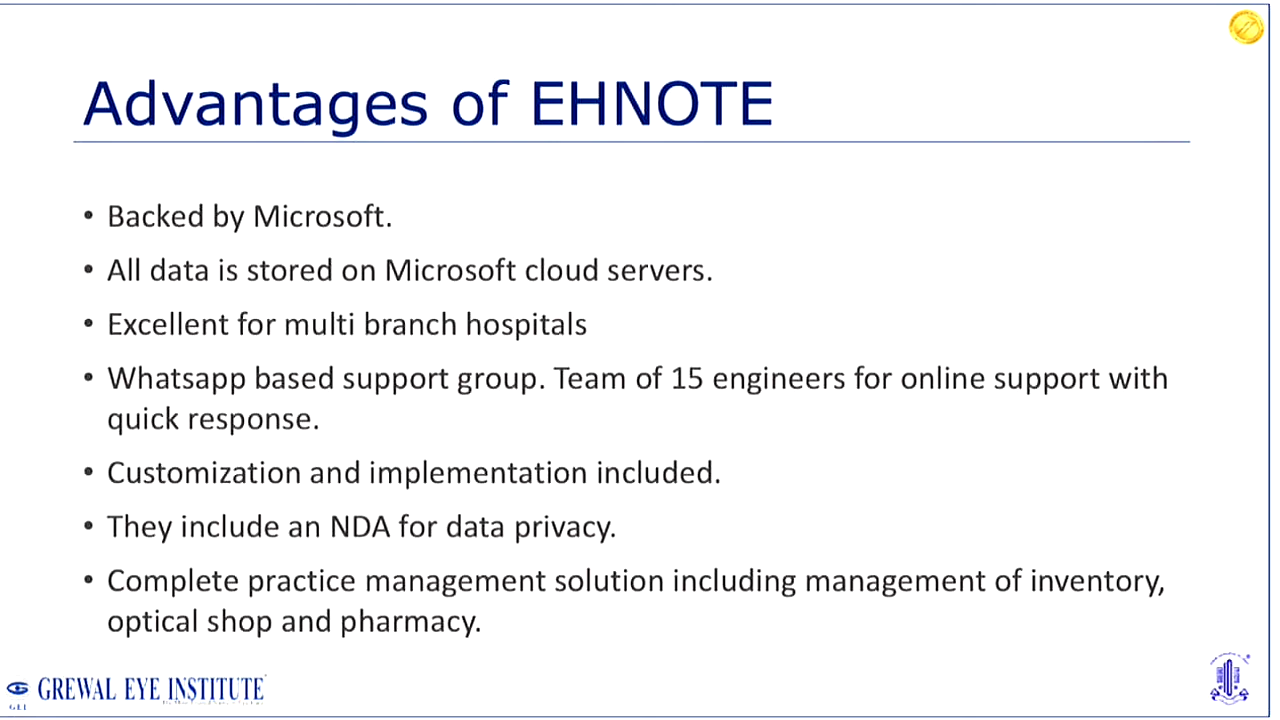 Advantages of EHNOTE
• Backed by Microsoft.
• All data is stored on Microsoft cloud servers.
• Excellent for multi branch hospitals
• Whatsapp based support group. Team of 15 engineers for online support with
quick response.
• Customization and implementation included.
• They include an NDA for data privacy.
• Complete practice management solution including management of inventory,
optical shop and pharmacy.
GREWAL EYE INSTITUTE
GEI